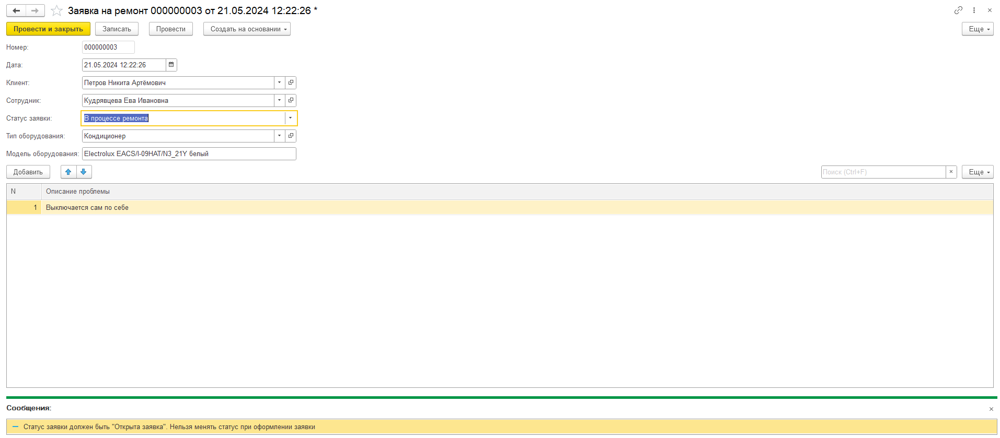 Заявка на ремонт 000000003 от 21.05.2024 12:22:26 *
Провести и закрыть Записать Провести Создать на основании Еще
Номер: 000000003
Дата: 21.05.2024 12:22:26
Клиент: Петров Никита Артёмович
Сотрудник: Кудрявцева Ева Ивановна
Статус заявки: В процессе ремонта
Тип оборудования: Кондиционер
Модель оборудования: Electrolux EACS/I-09HAT/N3_21Y белый
Добавить Поиск (Ctrl+F) × Еще
N Описание проблемы
1 Выключается сам по себе
Сообщения:
Статус заявки должен быть "Открыта заявка". Нельзя менять статус при оформлении заявки